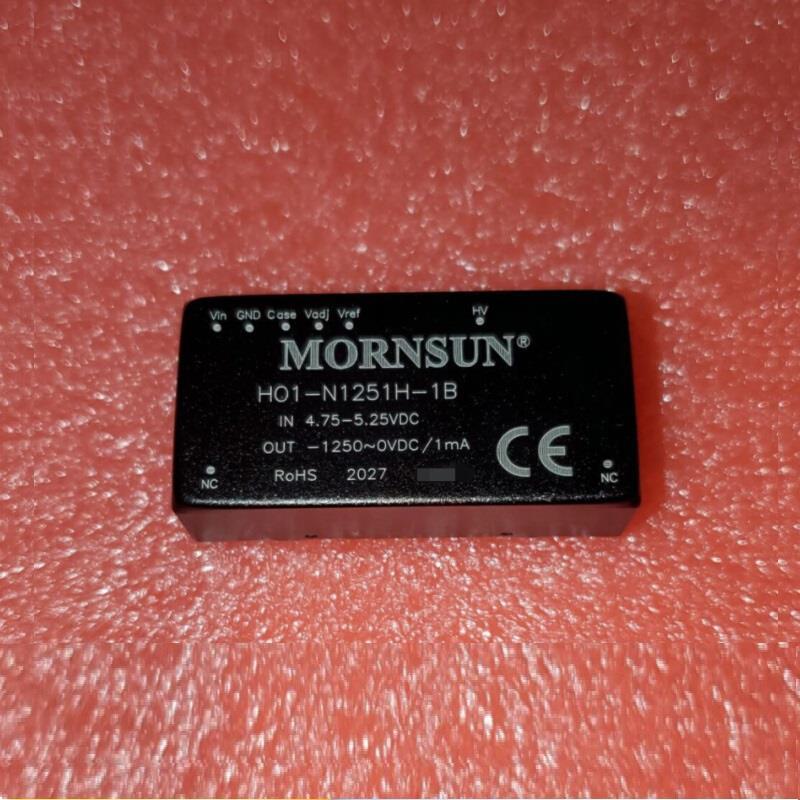 Vin GND Case Vadj Vref HV
MORNSUN®
HO1-N1251H-1B
IN 4.75-5.25VDC
OUT -1250~0VDC/1mA
CE
RoHS 2027
NC NC